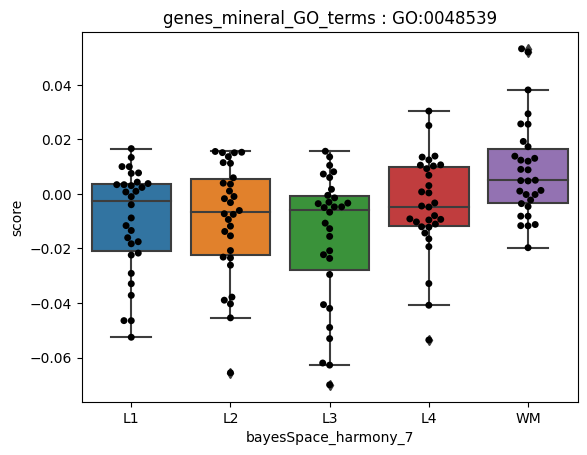 genes_mineral_GO_terms : GO:0048539
0.04
0.02
0.00
−0.02
−0.04
−0.06
score
L1 L2 L3 L4 WM
bayesSpace_harmony_7